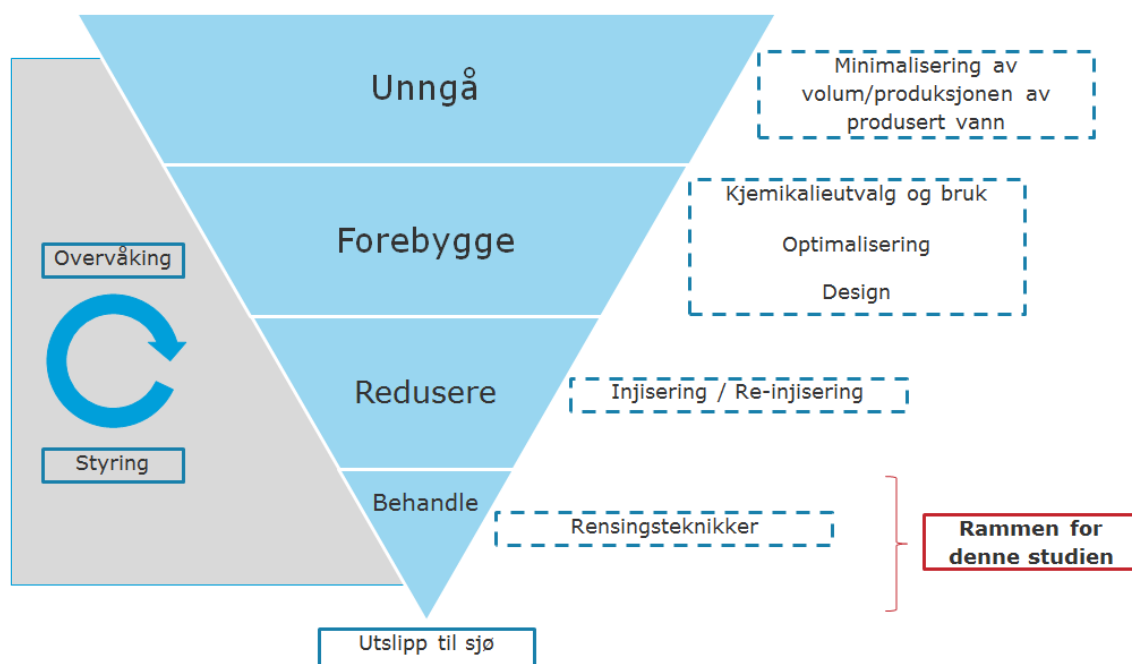 Unngå
Minimalisering av
volum/produksjonen av
produsert vann
Forebygge
Kjemikalieutvalg og bruk
Optimalisering
Design
Overvåking
Styring
Redusere
Injisering / Re-injisering
Behandle
Rensingsteknikker
Rammen for
denne studien
Utslipp til sjø